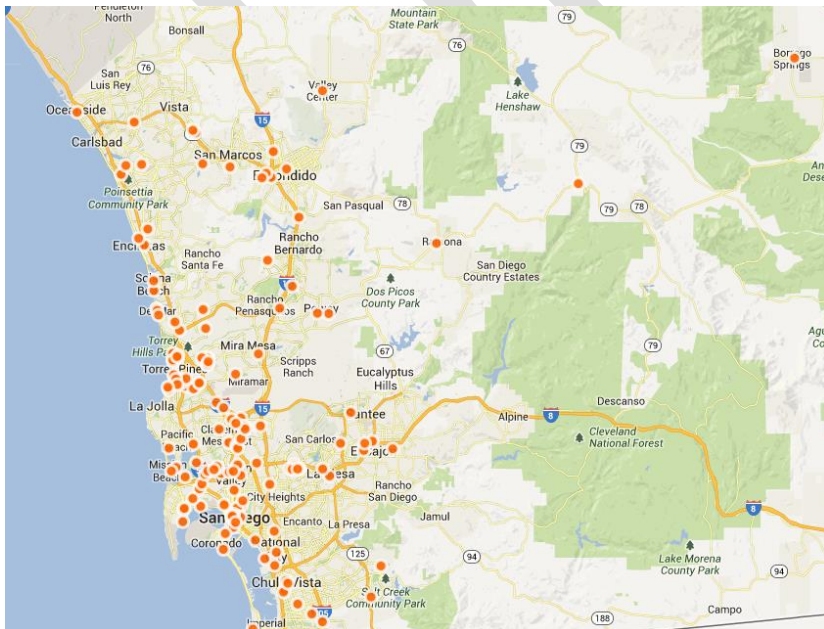 Pendleton
North
Bonsall
Mountain
State Park
79
76
Borrego
Springs
San
Luis Rey
76
Valley
Center
Lake
Henshaw
Oceanside
Vista
15
Carlsbad
79
San Marcos
Escondido
Poinsettia
Community Park
San Pasqual
78
79
78
Encinitas
Rancho
Bernardo
Ramona
Rancho
Santa Fe
San Diego
Country Estates
Solana
Beach
Rancho
Penasquitos
Dos Picos
County Park
Del Mar
Poway
Torrey
Hills
Mira Mesa
67
79
Scripps
Ranch
Torrey Pines
Miramar
Eucalyptus
Hills
La Jolla
15
Santee
Descanso
Alpine
8
Pacific
Beach
San Carlos
Cleveland
National Forest
El Cajon
Mission
Beach
La Mesa
Valley
City Heights
Rancho
San Diego
8
San Diego
Encanto
La Presa
Jamul
Coronado
National
City
125
94
Lake Morena
County Park
94
Chula Vista
Salt Creek
Community Park
Campo
188
Imperial